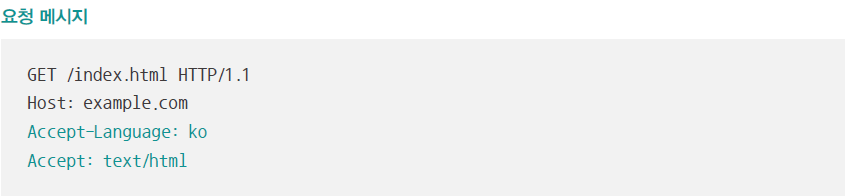 요청 메시지
GET /index.html HTTP/1.1
Host: example.com
Accept-Language: ko
Accept: text/html